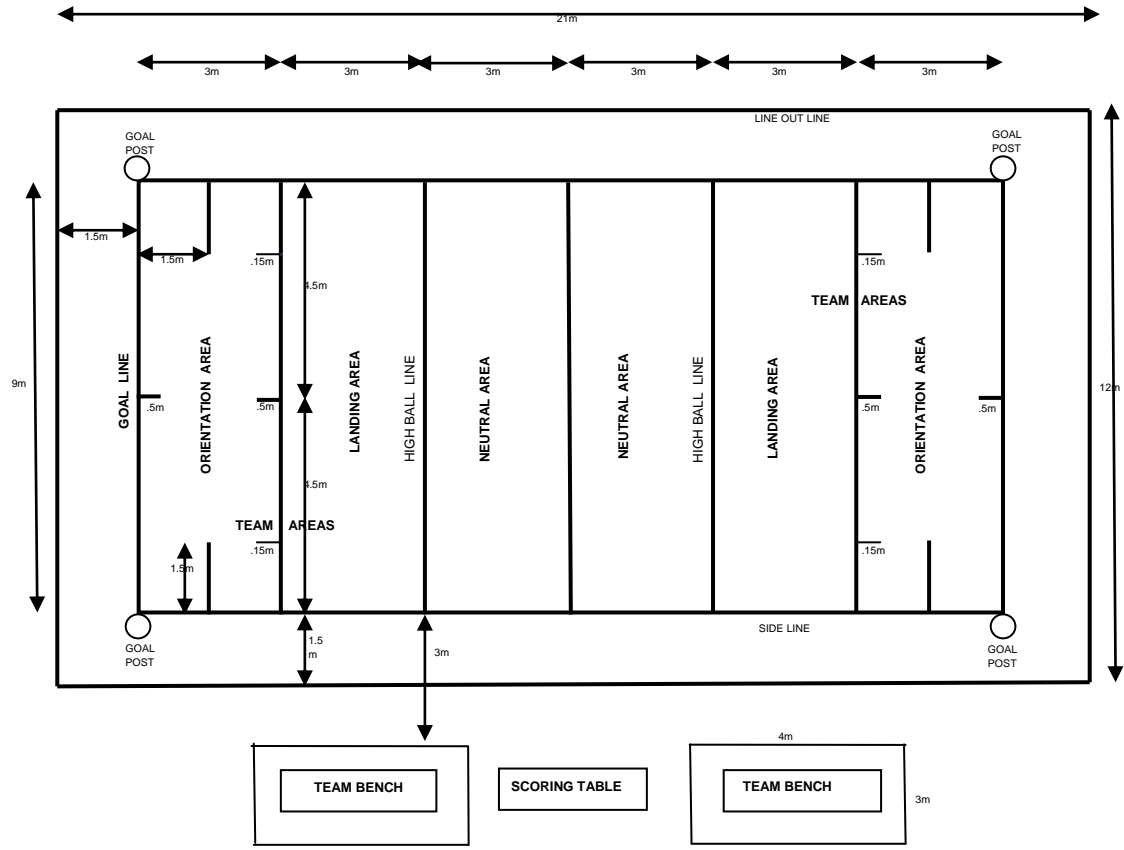 21m
3m
3m
3m
3m
3m
3m
LINE OUT LINE
GOAL
POST
GOAL
POST
1.5m
1.5m
.15m
.15m
4.5m
TEAM AREAS
9m
GOAL LINE
ORIENTATION AREA
LANDING AREA
HIGH BALL LINE
NEUTRAL AREA
NEUTRAL AREA
HIGH BALL LINE
LANDING AREA
ORIENTATION AREA
12m
.5m
.5m
.5m
.5m
4.5m
TEAM AREAS
.15m
.15m
1.5m
SIDE LINE
1.5
m
3m
GOAL
POST
GOAL
POST
4m
TEAM BENCH
SCORING TABLE
TEAM BENCH
3m